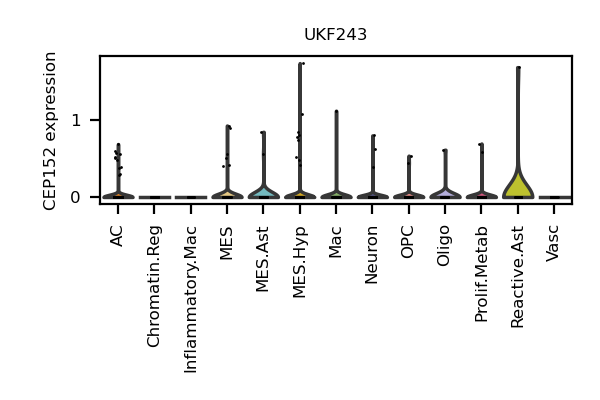 UKF243
CEP152 expression
1
0
AC
Chromatin.Reg
Inflammatory.Mac
MES
MES.Ast
MES.Hyp
Mac
Neuron
OPC
Oligo
Prolif.Metab
Reactive.Ast
Vasc